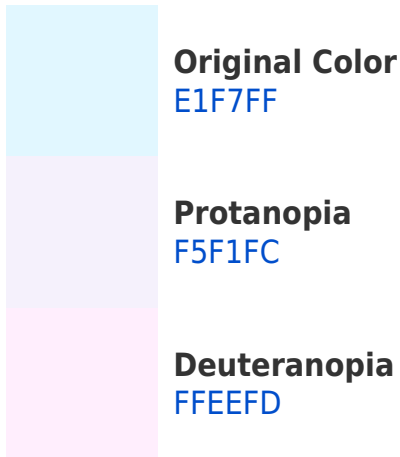 Original Color
E1F7FF
Protanopia
F5F1FC
Deuteranopia
FFEEFD